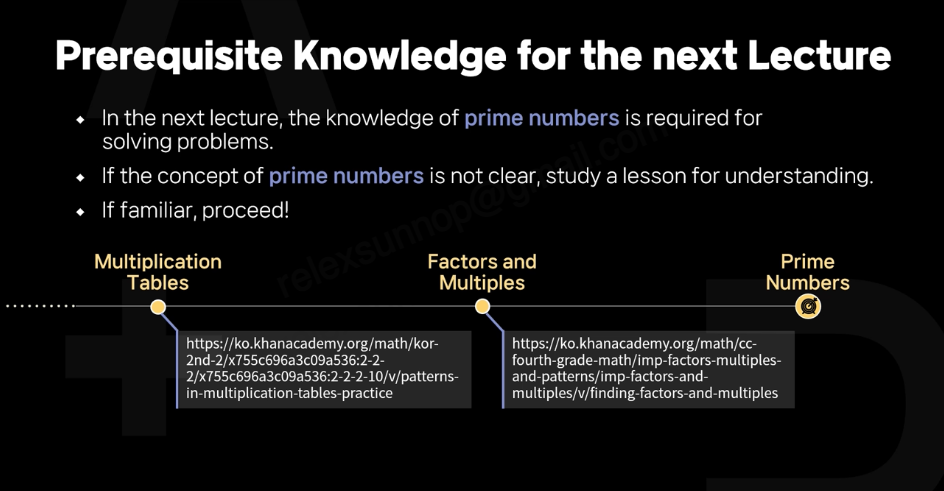 Prerequisite Knowledge for the next Lecture
In the next lecture, the knowledge of prime numbers is required for
solving problems.
If the concept of prime numbers is not clear, study a lesson for understanding.
If familiar, proceed!
relexsunnop@gmail.com
Multiplication
Tables
Factors and
Multiples
Prime
Numbers
https://ko.khanacademy.org/math/kor-
2nd-2/x755c696a3c09a536:2-2-
2/x755c696a3c09a536:2-2-2-10/v/patterns-
in-multiplication-tables-practice
https://ko.khanacademy.org/math/cc-
fourth-grade-math/imp-factors-multiples-
and-patterns/imp-factors-and-
multiples/v/finding-factors-and-multiples